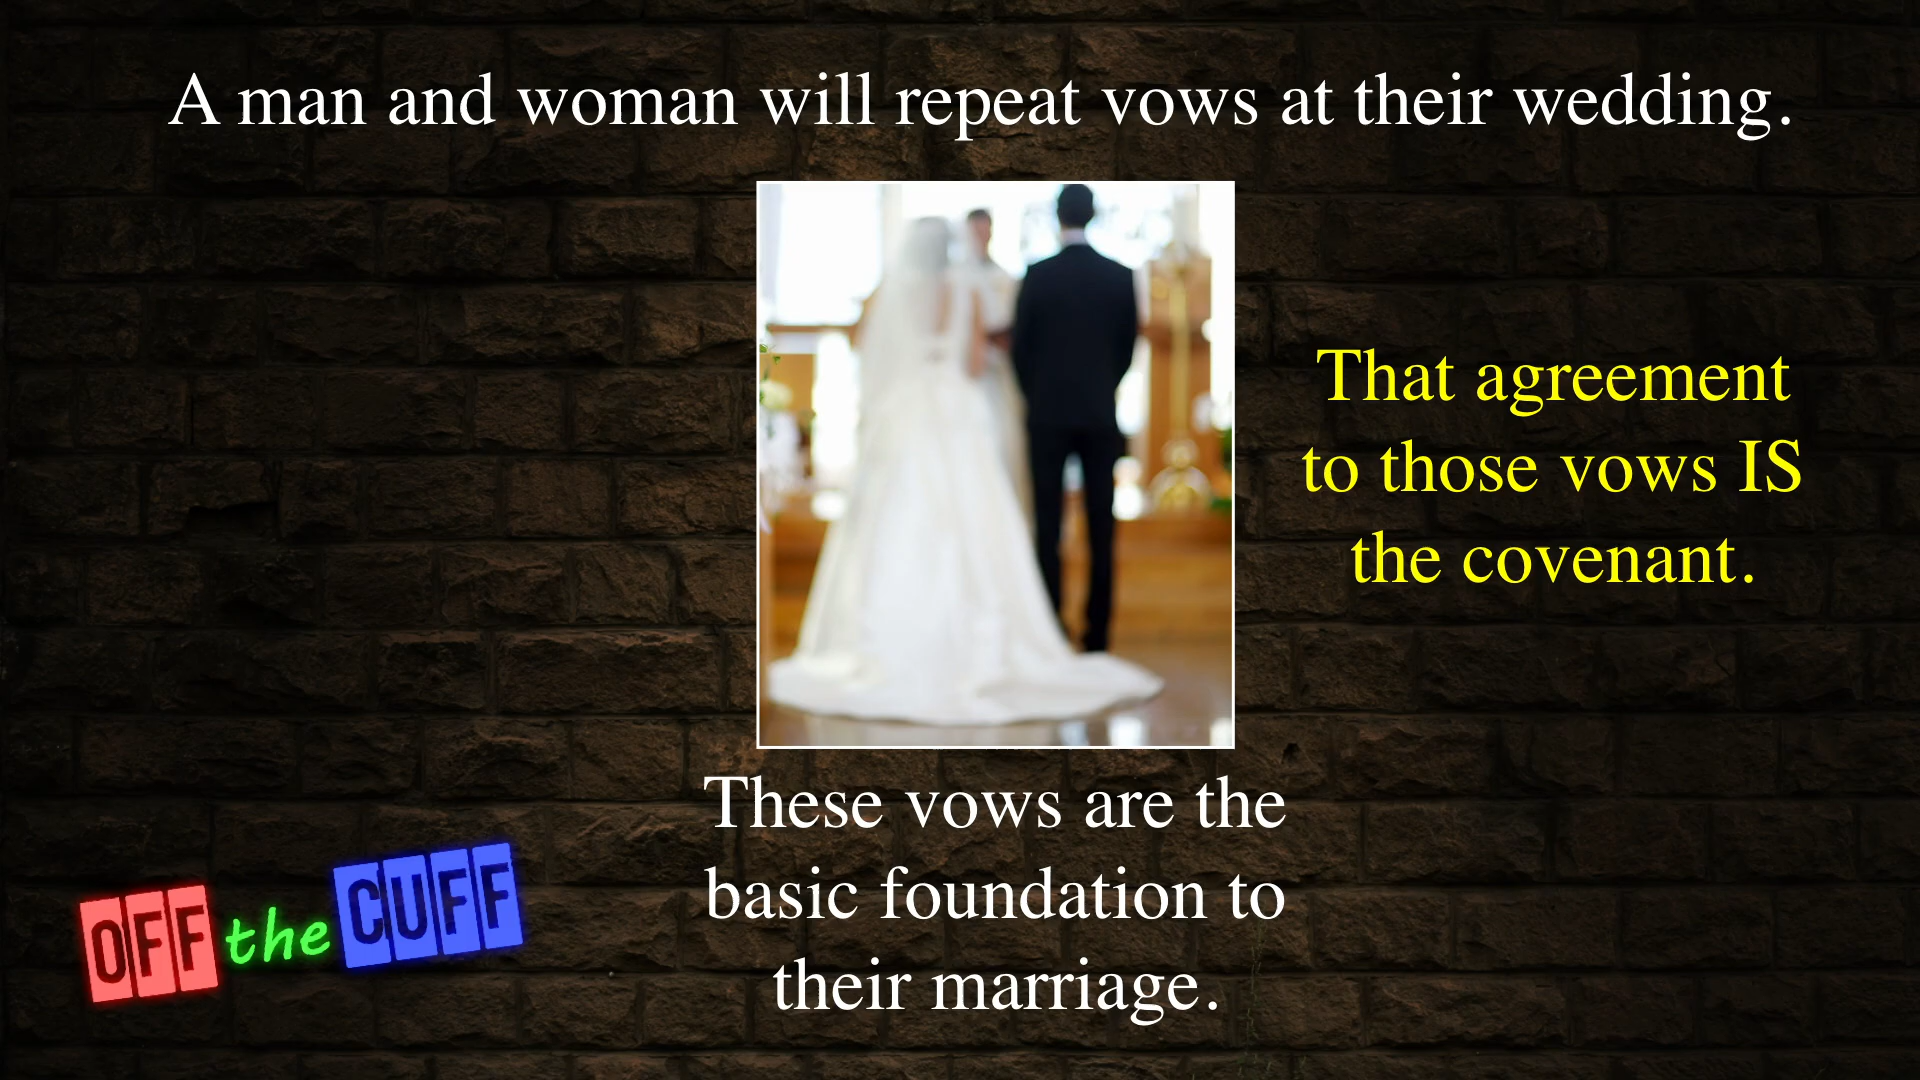 A man and woman will repeat vows at their wedding.
That agreement
to those vows IS
the covenant.
These vows are the
basic foundation to
their marriage.
OFF the CUFF